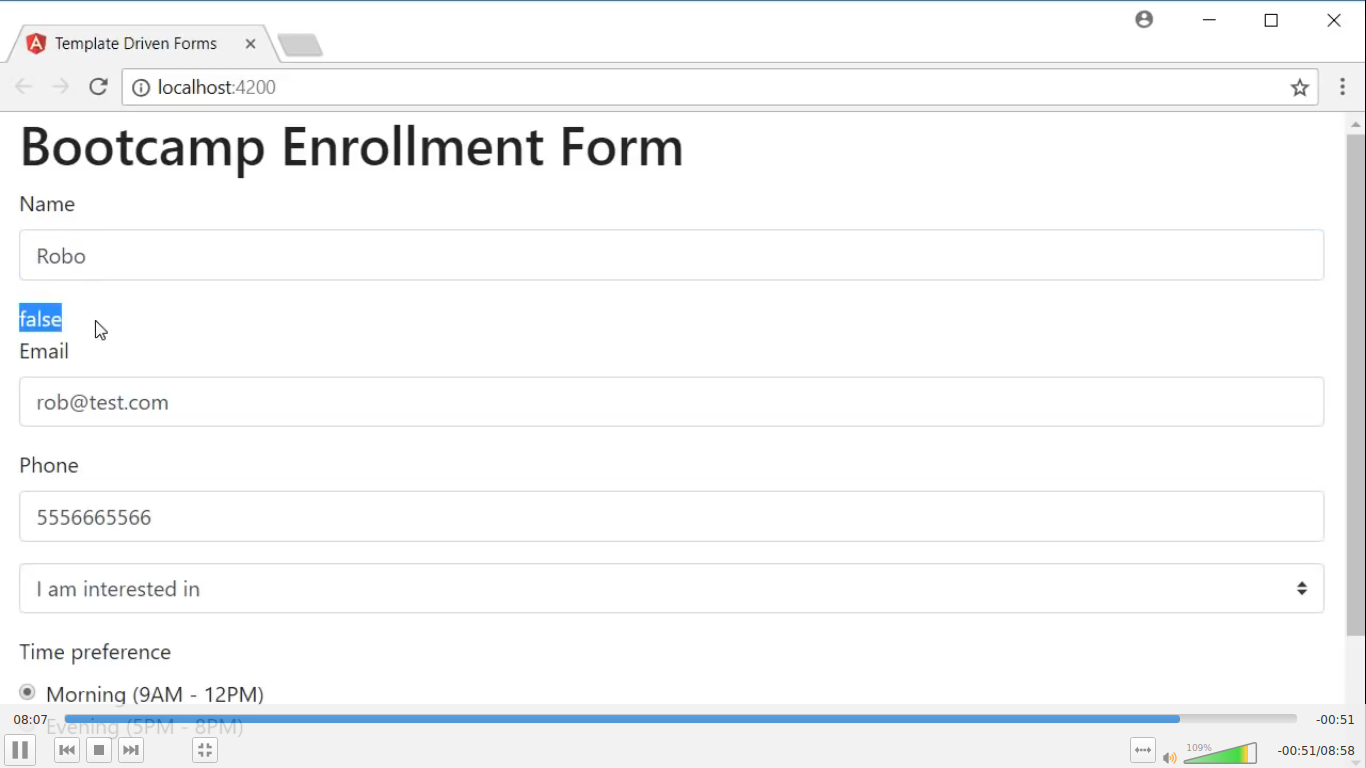 Template Driven Forms
localhost:4200
Bootcamp Enrollment Form
Name
Robo
false
Email
rob@test.com
Phone
5556665566
I am interested in
Time preference
Morning (9AM - 12PM)
Evening (5PM - 8PM)
08:07
-00:51
109%
-00:51/08:58